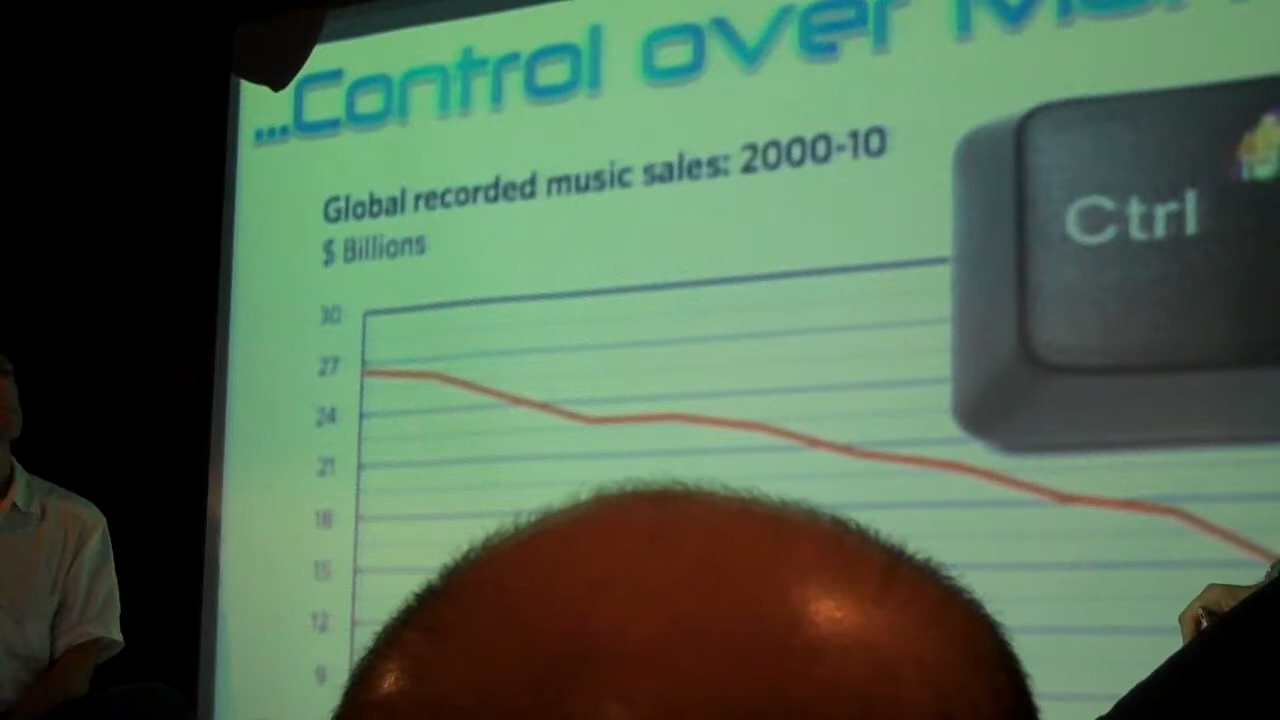 ...Control over
Global recorded music sales: 2000-10
$ Billions
Ctrl
30
27
24
21
18
15
12
9